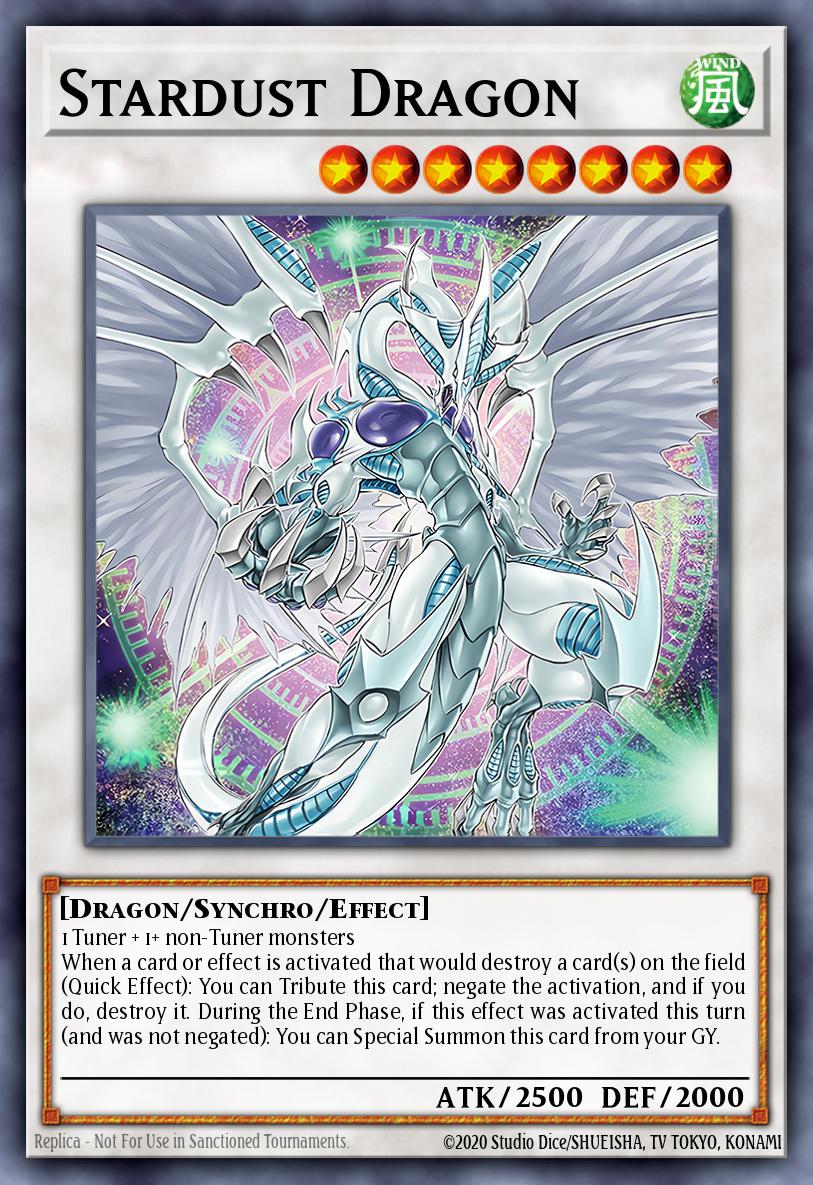 Stardust Dragon
WIND
風
[Dragon/Synchro/Effect]
1 Tuner + 1+ non-Tuner monsters
When a card or effect is activated that would destroy a card(s) on the field
(Quick Effect): You can Tribute this card; negate the activation, and if you
do, destroy it. During the End Phase, if this effect was activated this turn
(and was not negated): You can Special Summon this card from your GY.
ATK/2500 DEF/2000
Replica - Not For Use in Sanctioned Tournaments.
©2020 Studio Dice/SHUEISHA, TV TOKYO, KONAMI